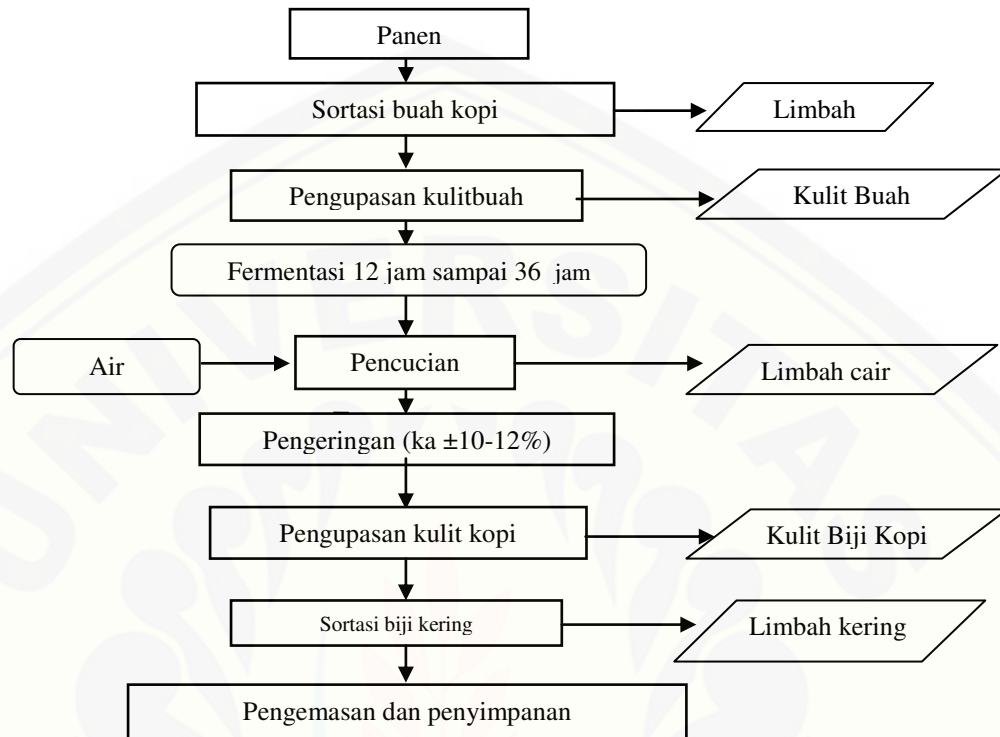 Panen
Sortasi buah kopi
Limbah
Pengupasan kulitbuah
Kulit Buah
Fermentasi 12 jam sampai 36 jam
Air
Pencucian
Limbah cair
Pengeringan (ka ±10-12%)
Pengupasan kulit kopi
Kulit Biji Kopi
Sortasi biji kering
Limbah kering
Pengemasan dan penyimpanan
UNIVERSITAS